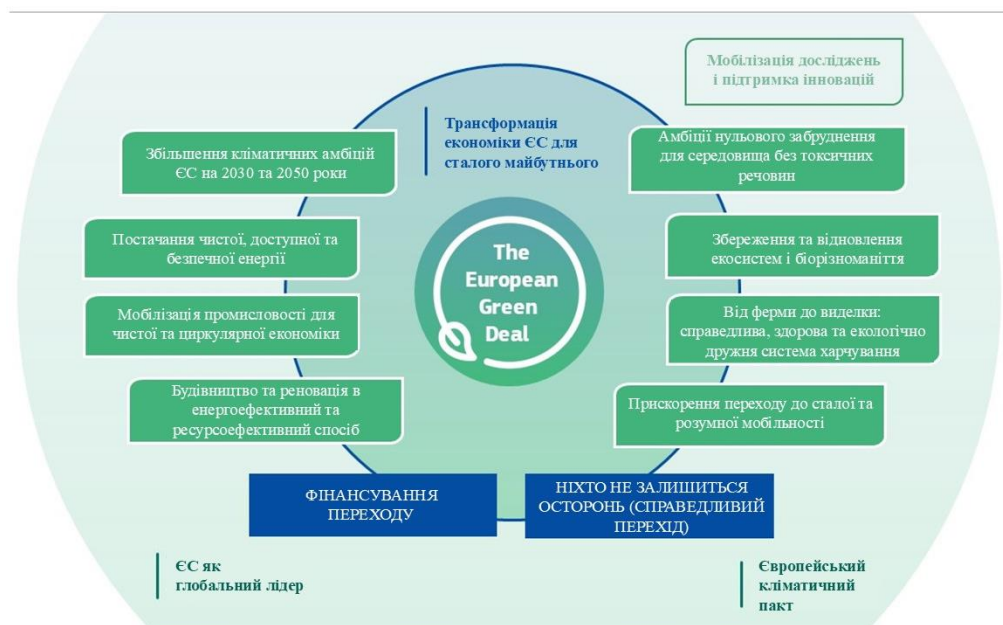 Мобілізація досліджень
і підтримка інновацій
Трансформація
економіки ЄС для
сталого майбутнього
Збільшення кліматичних амбіцій
ЄС на 2030 та 2050 роки
Постачання чистої, доступної та
безпечної енергії
Мобілізація промисловості для
чистої та циркулярної економіки
Будівництво та реновація в
енергоефективний та
ресурсоефективний спосіб
The
European
Green
Deal
Амбіції нульового забруднення
для середовища без токсичних
речовин
Збереження та відновлення
екосистем і біорізноманіття
Від ферми до виделки:
справедлива, здорова та екологічно
дружня система харчування
Прискорення переходу до сталої та
розумної мобільності
ФІНАНСУВАННЯ
ПЕРЕХОДУ
НІХТО НЕ ЗАЛИШИТЬСЯ
ОСТОРОНЬ (СПРАВЕДЛИВИЙ
ПЕРЕХІД)
ЄС як
глобальний лідер
Європейський
кліматичний
пакт